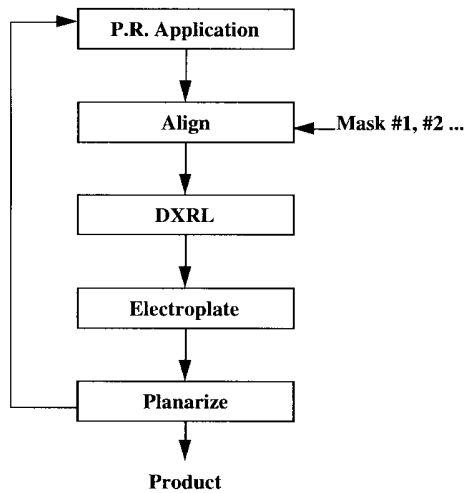 P.R. Application
Align
Mask #1, #2 ...
DXRL
Electroplate
Planarize
Product